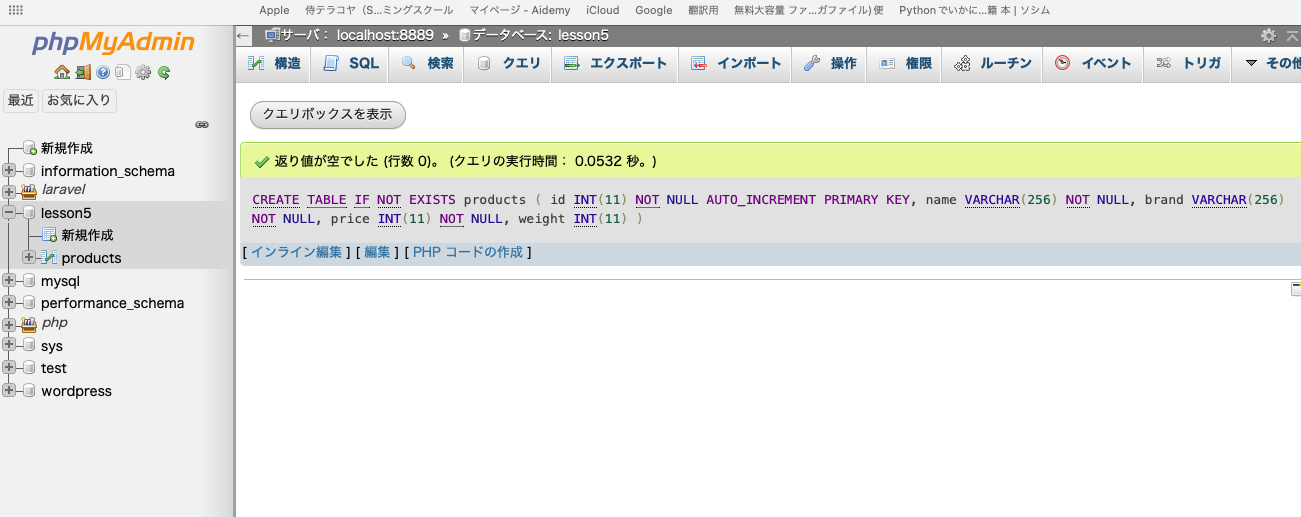 Apple 侍テラコヤ（S...ミングスクール マイページ - Aidemy iCloud Google 翻訳用 無料大容量 ファ...ガファイル) 便 Pythonでいかに...籍 本 | ソシム
phpMyAdmin
最近 お気に入り
新規作成
information_schema
laravel
lesson5
新規作成
products
mysql
performance_schema
php
sys
test
wordpress
サーバ： localhost:8889 » データベース: lesson5
構造 SQL 検索 クエリ エクスポート インポート 操作 権限 ルーチン イベント トリガ その他
クエリボックスを表示
返り値が空でした (行数 0)。 (クエリの実行時間： 0.0532 秒。)
CREATE TABLE IF NOT EXISTS products ( id INT(11) NOT NULL AUTO_INCREMENT PRIMARY KEY, name VARCHAR(256) NOT NULL, brand VARCHAR(256)
NOT NULL, price INT(11) NOT NULL, weight INT(11) )
[ インライン編集 ] [ 編集 ] [ PHP コードの作成 ]